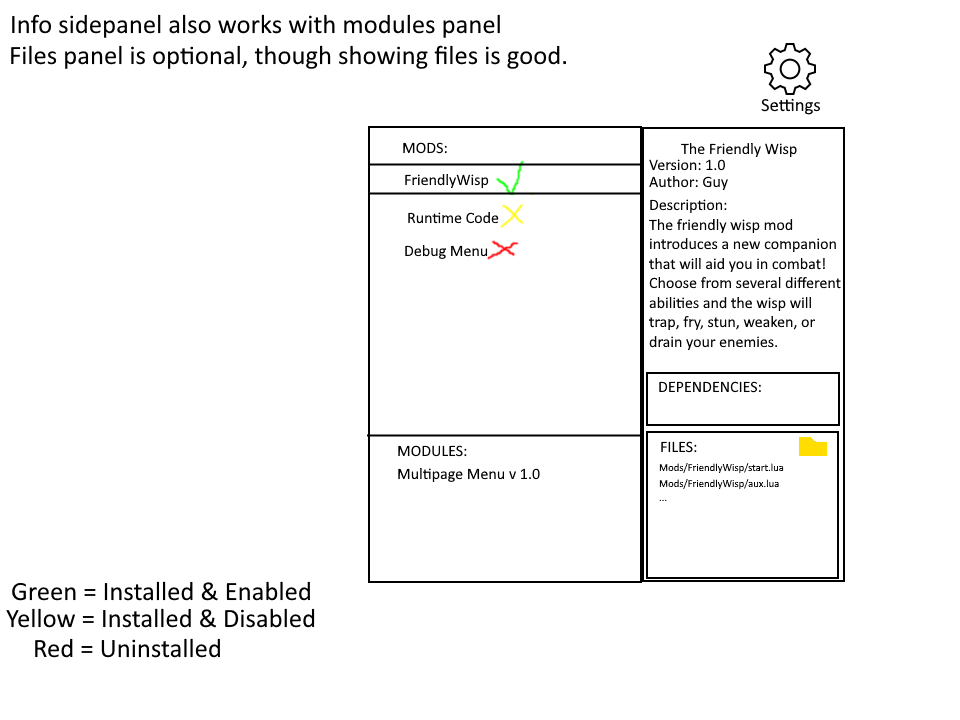 Info sidepanel also works with modules panel
Files panel is optional, though showing files is good.
Settings
MODS:
FriendlyWisp
Runtime Code
Debug Menu
MODULES:
Multipage Menu v 1.0
The Friendly Wisp
Version: 1.0
Author: Guy
Description:
The friendly wisp mod
introduces a new companion
that will aid you in combat!
Choose from several different
abilities and the wisp will
trap, fry, stun, weaken, or
drain your enemies.
DEPENDENCIES:
FILES:
Mods/FriendlyWisp/start.lua
Mods/FriendlyWisp/aux.lua
...
Green = Installed & Enabled
Yellow = Installed & Disabled
Red = Uninstalled